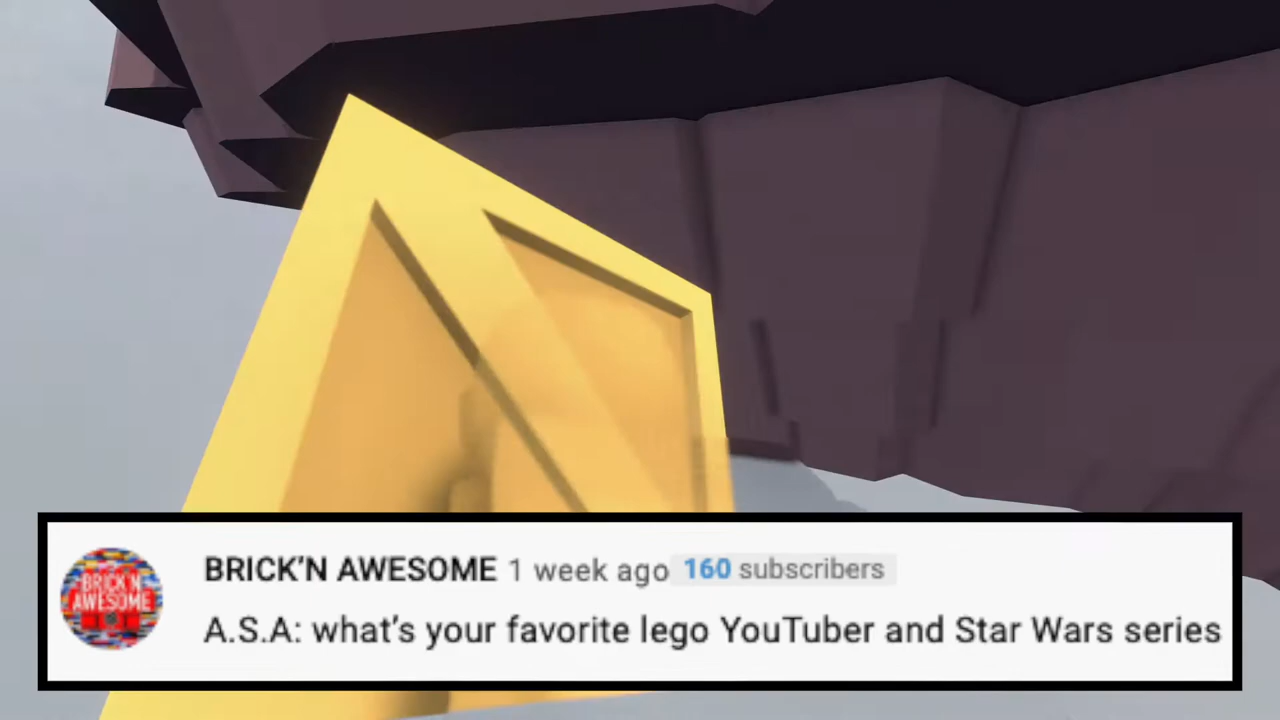 BRICK'N AWESOME 1 week ago 160 subscribers
BRICK'N
AWESOME
A.S.A: what's your favorite lego YouTuber and Star Wars series